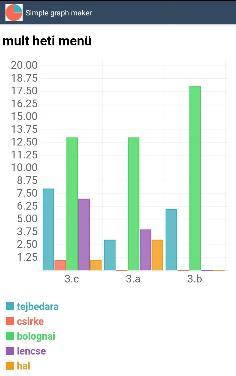 Simple graph maker
mult heti menü
20.00
18.75
17.50
16.25
15.00
13.75
12.50
11.25
10.00
8.75
7.50
6.25
5.00
3.75
2.50
1.25
3.c 3.a 3.b
tejbedara
csirke
bolognai
lencse
hal